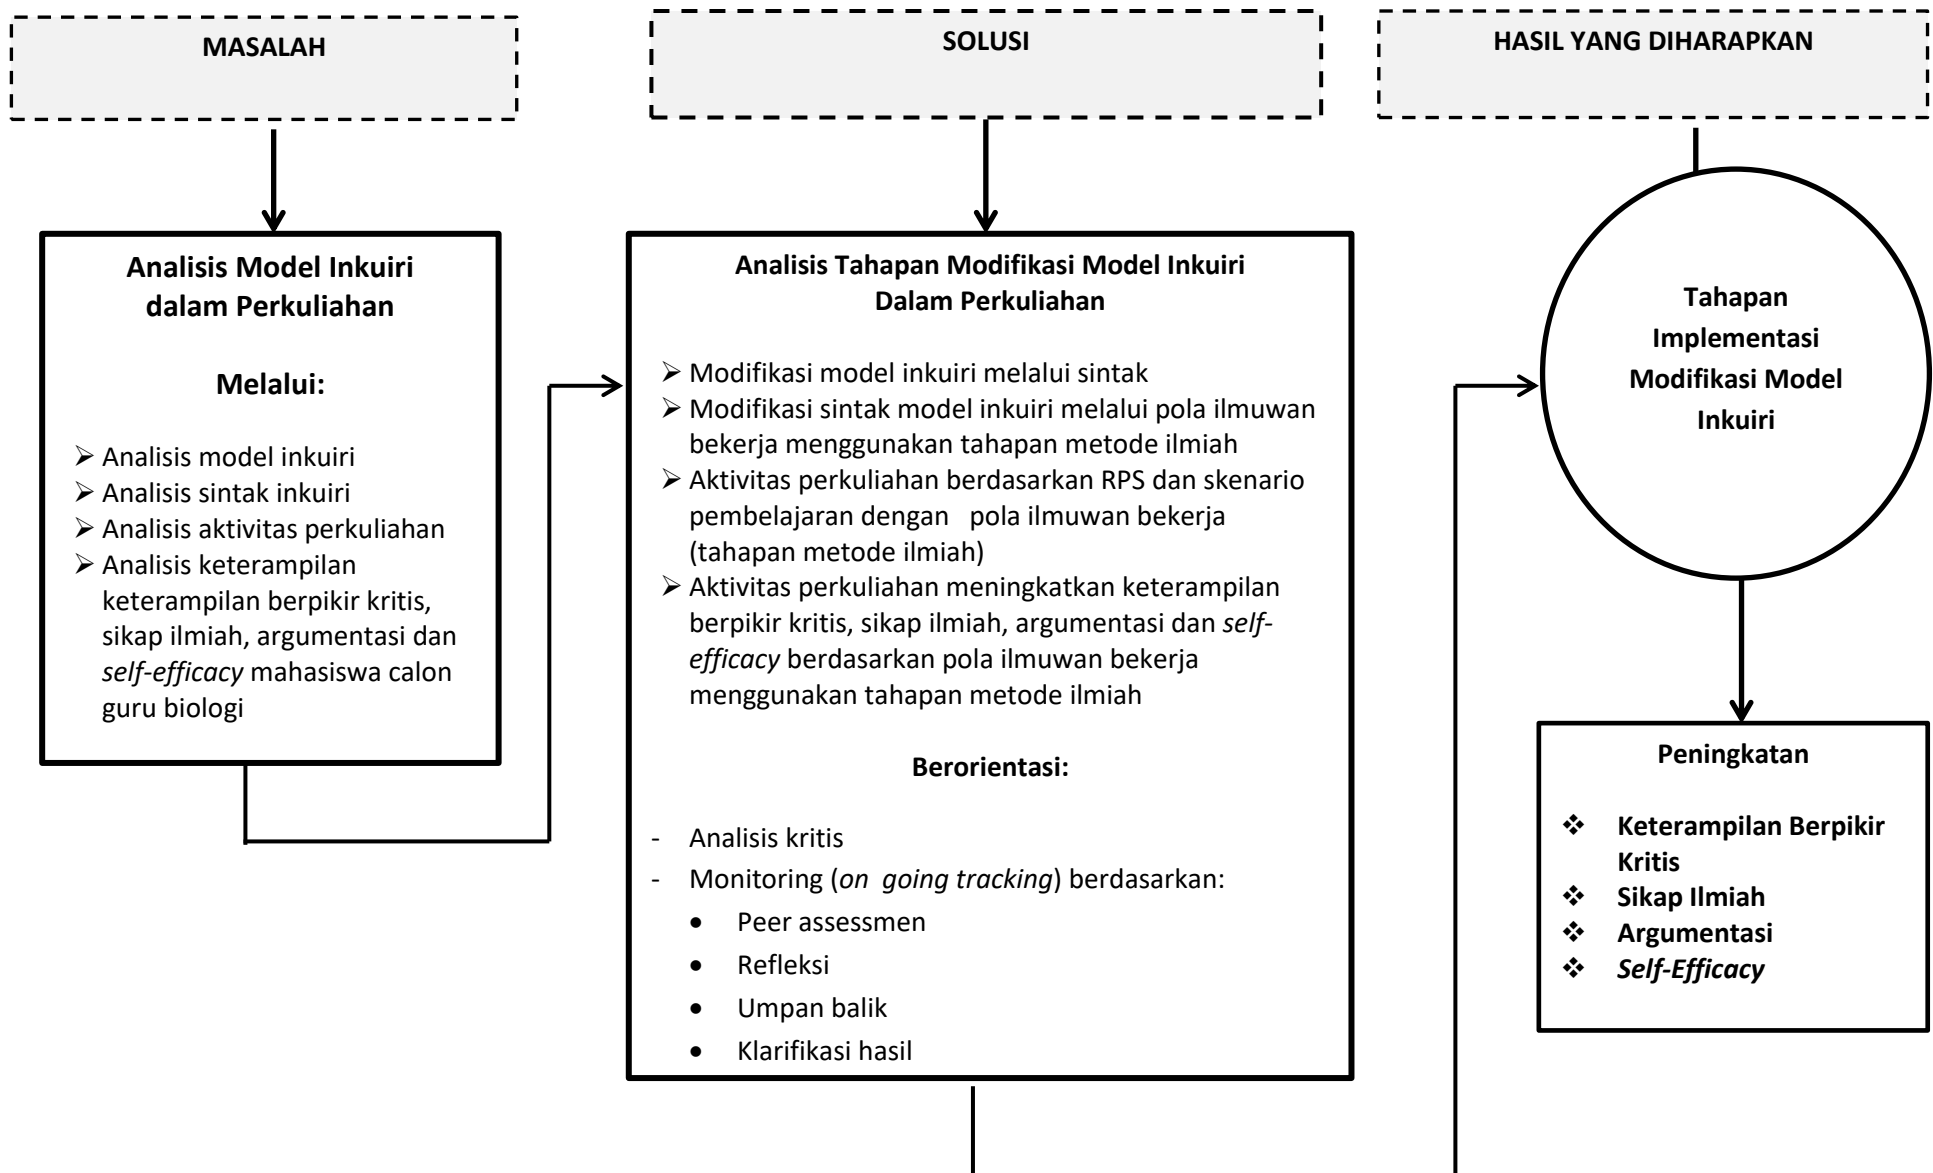 MASALAH
SOLUSI
HASIL YANG DIHARAPKAN
Analisis Model Inkuiri
dalam Perkuliahan
Melalui:
➢ Analisis model inkuiri
➢ Analisis sintak inkuiri
➢ Analisis aktivitas perkuliahan
➢ Analisis keterampilan
keterampilan berpikir kritis,
sikap ilmiah, argumentasi dan
self-efficacy mahasiswa calon
guru biologi
Analisis Tahapan Modifikasi Model Inkuiri
Dalam Perkuliahan
➢ Modifikasi model inkuiri melalui sintak
➢ Modifikasi sintak model inkuiri melalui pola ilmuwan
bekerja menggunakan tahapan metode ilmiah
➢ Aktivitas perkuliahan berdasarkan RPS dan skenario
pembelajaran dengan pola ilmuwan bekerja
(tahapan metode ilmiah)
➢ Aktivitas perkuliahan meningkatkan keterampilan
berpikir kritis, sikap ilmiah, argumentasi dan self-
efficacy berdasarkan pola ilmuwan bekerja
menggunakan tahapan metode ilmiah
Berorientasi:
- Analisis kritis
- Monitoring (on going tracking) berdasarkan:
• Peer assessmen
• Refleksi
• Umpan balik
• Klarifikasi hasil
Tahapan
Implementasi
Modifikasi Model
Inkuiri
Peningkatan
❖ Keterampilan Berpikir
Kritis
❖ Sikap Ilmiah
❖ Argumentasi
❖ Self-Efficacy